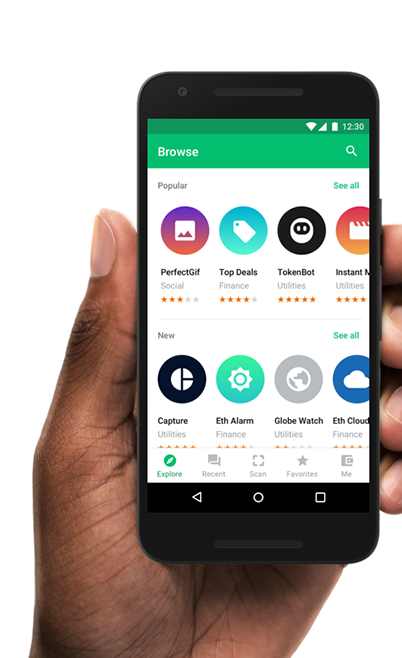 12:30
Browse
Popular See all
PerfectGif Top Deals TokenBot Instant M
Social Finance Utilities Utilities
New See all
Capture Eth Alarm Globe Watch Eth Cloud
Utilities Finance Utilities Finance
Explore Recent Scan Favorites Me